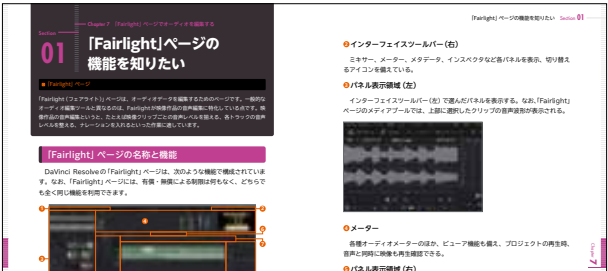 Chapter 7 「Fairlight」ページでオーディオを編集する
Section
01
「Fairlight」ページの
機能を知りたい
■「Fairlight」ページ
「Fairlight（フェアライト）」ページは、オーディオデータを編集するためのページです。一般的な
オーディオ編集ツールと異なるのは、Fairlightが映像作品の音声編集に特化している点です。映
像作品の音声編集というと、たとえば映像クリップごとの音声レベルを揃える、各トラックの音声
レベルを整える、ナレーションを入れるといった作業に適しています。
「Fairlight」ページの名称と機能
DaVinci Resolveの「Fairlight」ページは、次のような機能で構成されていま
す。なお、「Fairlight」ページには、有償・無償による制限は何もなく、どちらで
も全く同じ機能を利用できます。
❶
❷
❹
❻
❼
❸
「Fairlight」ページの機能を知りたい Section 01
❷インターフェイスツールバー（右）
ミキサー、メーター、メタデータ、インスペクタなど各パネルを表示、切り替え
るアイコンを備えている。
❸パネル表示領域（左）
インターフェイスツールバー（左）で選んだパネルを表示する。なお、「Fairlight」
ページのメディアプールでは、上部に選択したクリップの音声波形が表示される。
❹メーター
各種オーディオメーターのほか、ビューア機能も備え、プロジェクトの再生時、
音声と同時に映像も再生確認できる。
❺パネル表示領域（右）
Chapter 7